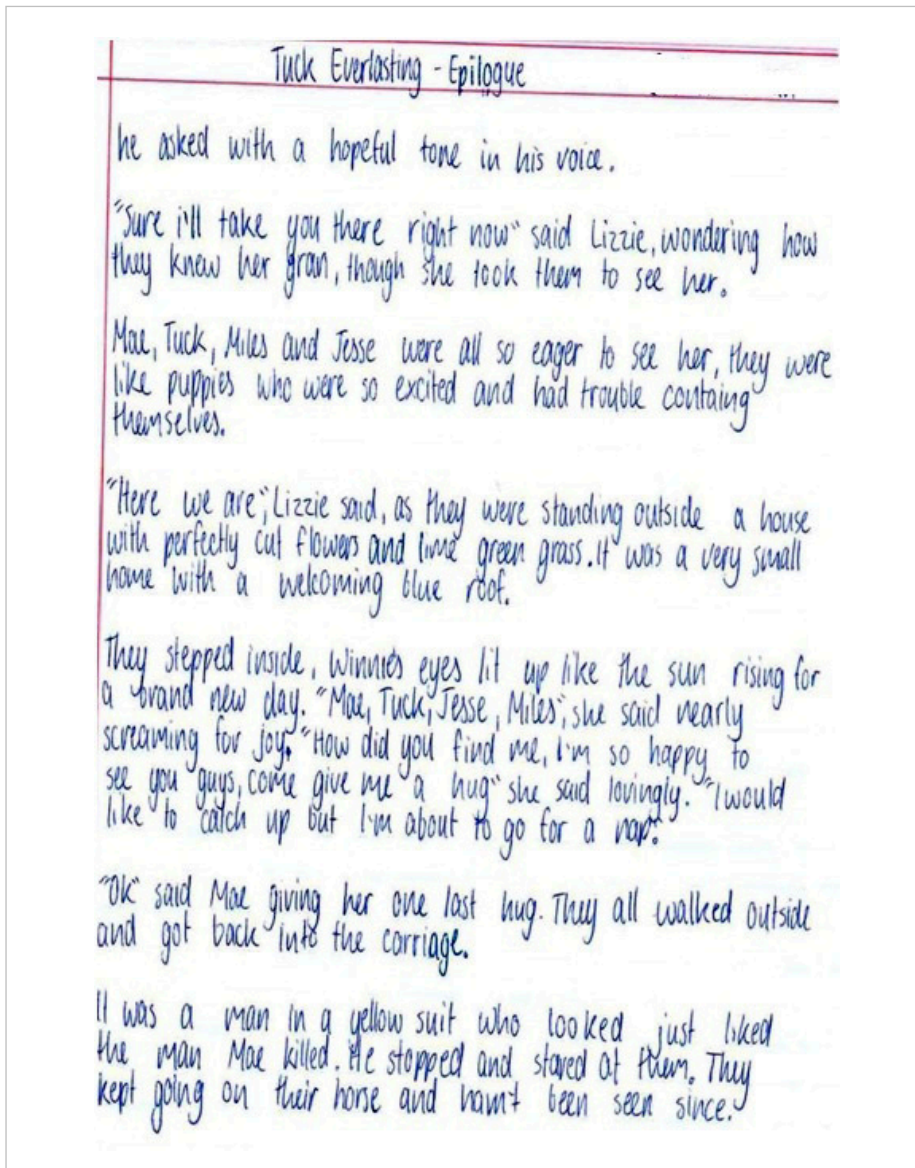 Tuck Everlasting - Epilogue
he asked with a hopeful tone in his voice.
"Sure i'll take you there right now" said Lizzie, wondering how
they knew her gran, though she took them to see her.
Mae, Tuck, Miles and Jesse were all so eager to see her, they were
like puppies who were so excited and had trouble containg
themselves.
"Here we are", Lizzie said, as they were standing outside a house
with perfectly cut flowers and lime green grass. It was a very small
home with a welcoming blue roof.
They stepped inside, Winnie's eyes lit up like the sun rising for
a brand new day. "Mae, Tuck, Jesse, Miles", she said nearly
screaming for joy. "How did you find me, I'm so happy to
see you guys, come give me a hug" she said lovingly. "I would
like to catch up but I'm about to go for a nap."
"Ok" said Mae giving her one last hug. They all walked outside
and got back into the carriage.
It was a man in a yellow suit who looked just liked
the man Mae killed. He stopped and stared at them. They
kept going on their horse and havn't been seen since.